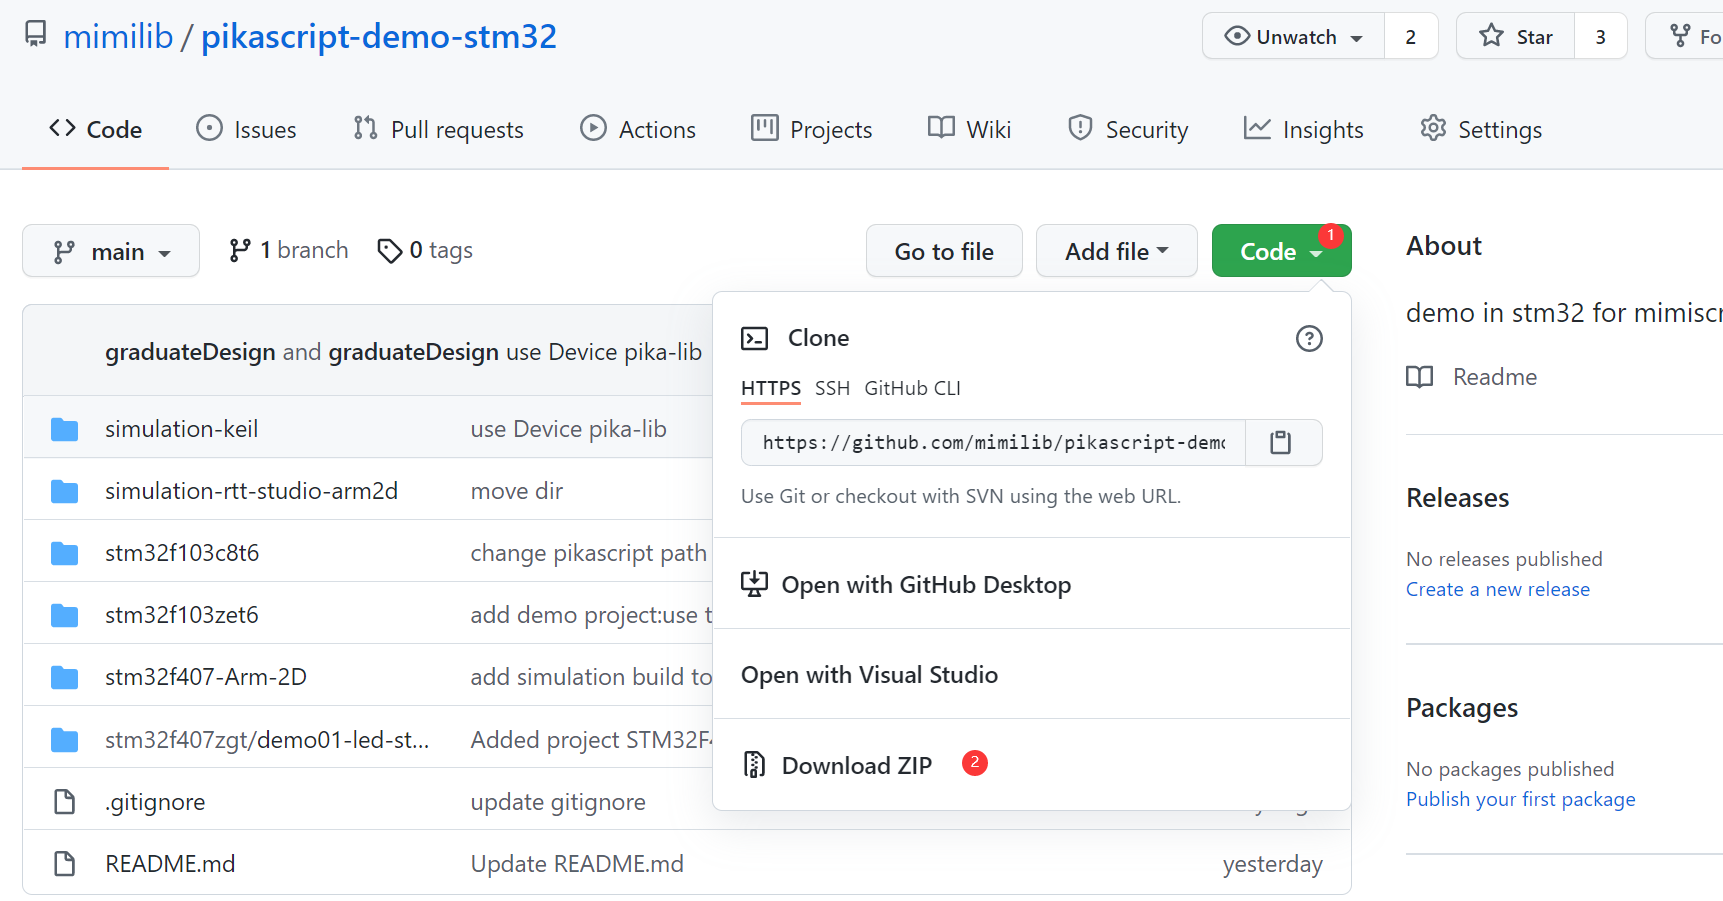 mimilib / pikascript-demo-stm32
Unwatch 2 Star 3 Fo
Code Issues Pull requests Actions Projects Wiki Security Insights Settings
main 1 branch 0 tags Go to file Add file Code 1
graduateDesign and graduateDesign use Device pika-lib
simulation-keil use Device pika-lib
simulation-rtt-studio-arm2d move dir
stm32f103c8t6 change pikascript path
stm32f103zet6 add demo project:use t
stm32f407-Arm-2D add simulation build to
stm32f407zgt/demo01-led-st... Added project STM32F4
.gitignore update gitignore
README.md Update README.md yesterday
Clone
HTTPS SSH GitHub CLI
https://github.com/mimilib/pikascript-demo
Use Git or checkout with SVN using the web URL.
Open with GitHub Desktop
Open with Visual Studio
Download ZIP 2
About
demo in stm32 for mimiscr
Readme
Releases
No releases published
Create a new release
Packages
No packages published
Publish your first package